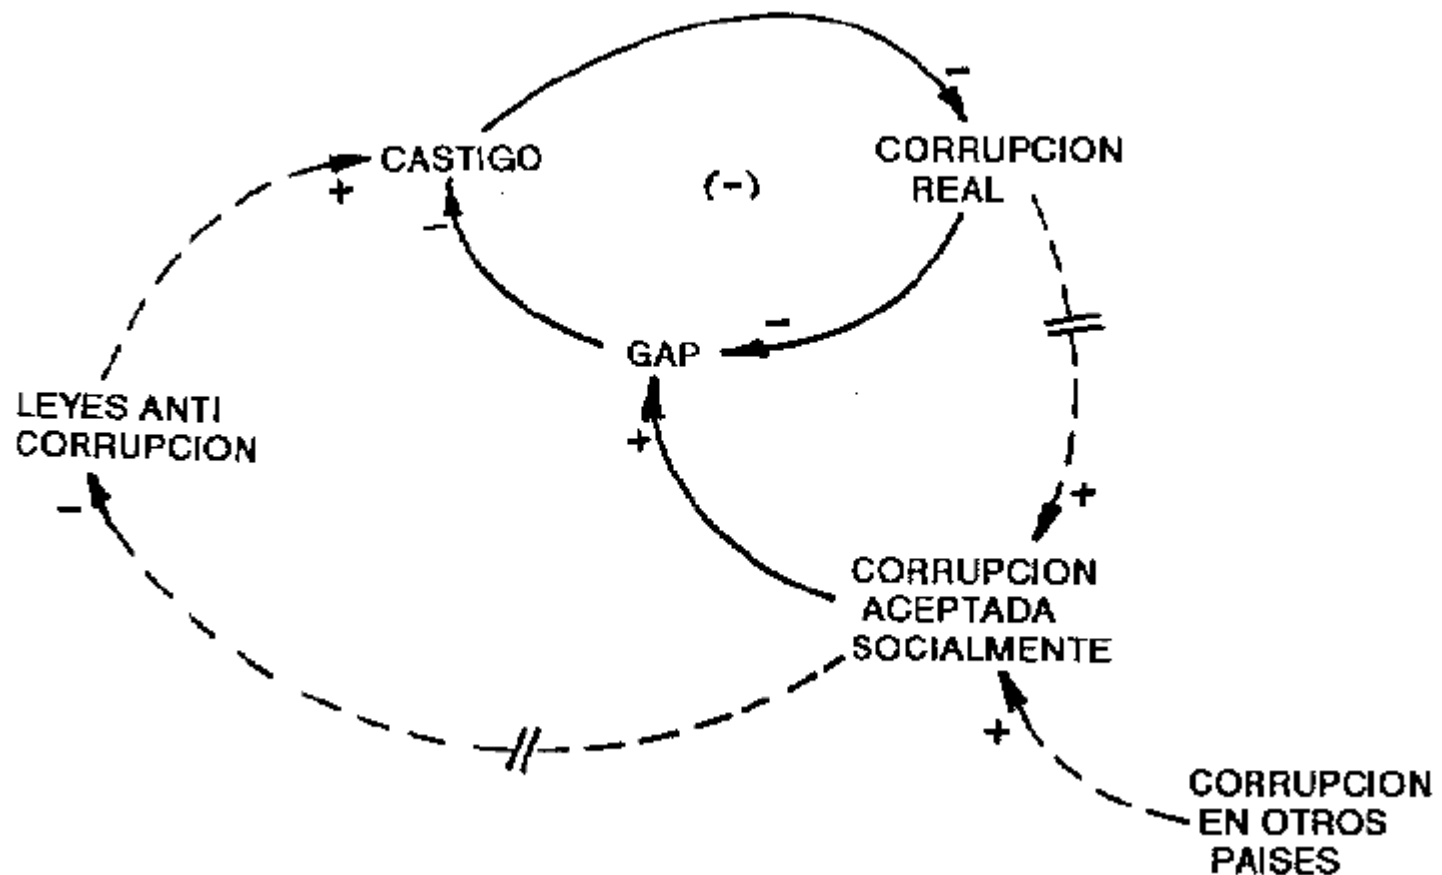 -
CASTIGO
+
(-)
CORRUPCION
REAL
-
-
GAP
LEYES ANTI
CORRUPCION
+
-
+
CORRUPCION
ACEPTADA
SOCIALMENTE
+
CORRUPCION
EN OTROS
PAISES